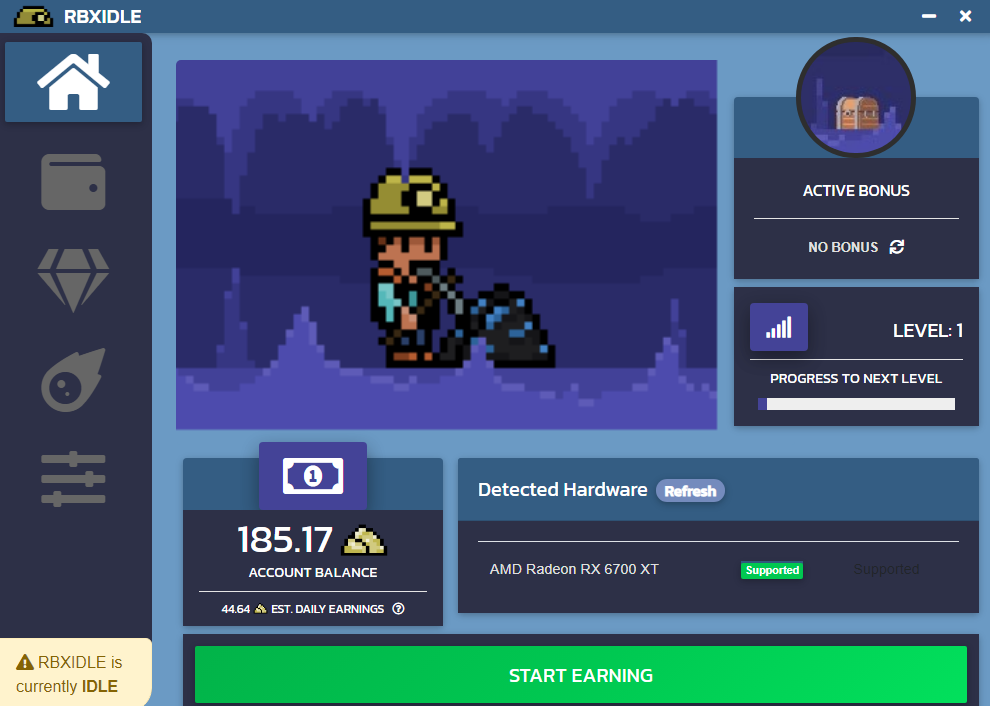 RBXIDLE
ACTIVE BONUS
NO BONUS
LEVEL: 1
PROGRESS TO NEXT LEVEL
1
185.17
ACCOUNT BALANCE
44.64 EST. DAILY EARNINGS ?
Detected Hardware Refresh
AMD Radeon RX 6700 XT Supported Supported
START EARNING
RBXIDLE is
currently IDLE